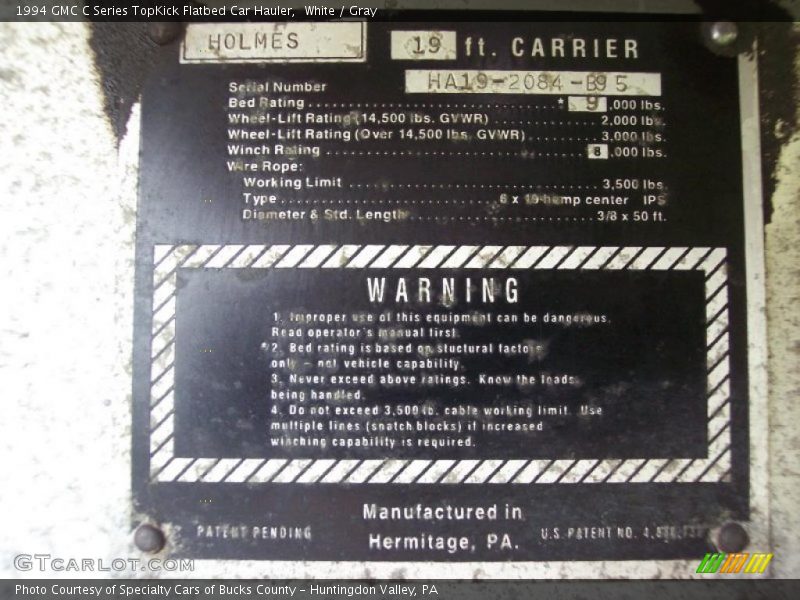 1994 GMC C Series TopKick Flatbed Car Hauler, White / Gray
HOLMES 19 ft. CARRIER
Serial Number HA19-2084-B95
Bed Rating * 9 ,000 lbs.
Wheel-Lift Rating (14,500 lbs. GVWR) 2,000 lbs.
Wheel-Lift Rating (Over 14,500 lbs. GVWR) 3,000 lbs.
Winch Rating 8 ,000 lbs.
Wire Rope:
Working Limit 3,500 lbs.
Type 6 x 19 hemp center IPS
Diameter & Std. Length 3/8 x 50 ft.
WARNING
1. Improper use of this equipment can be dangerous.
Read operator's manual first.
*2. Bed rating is based on stuctural factors
only - not vehicle capability.
3. Never exceed above ratings. Know the loads
being handled.
4. Do not exceed 3,500 lb. cable working limit. Use
multiple lines (snatch blocks) if increased
winching capability is required.
Manufactured in
Hermitage, PA.
PATENT PENDING
U.S. PATENT NO.
GTcarlot.com
Photo Courtesy of Specialty Cars of Bucks County - Huntingdon Valley, PA